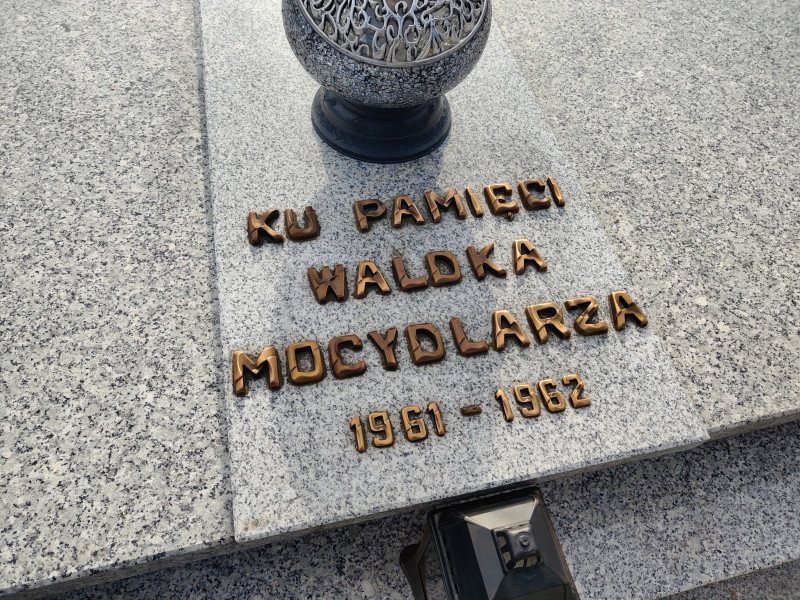 KU PAMIĘCI
WALDKA
MOCYDLARZA
1961-1962